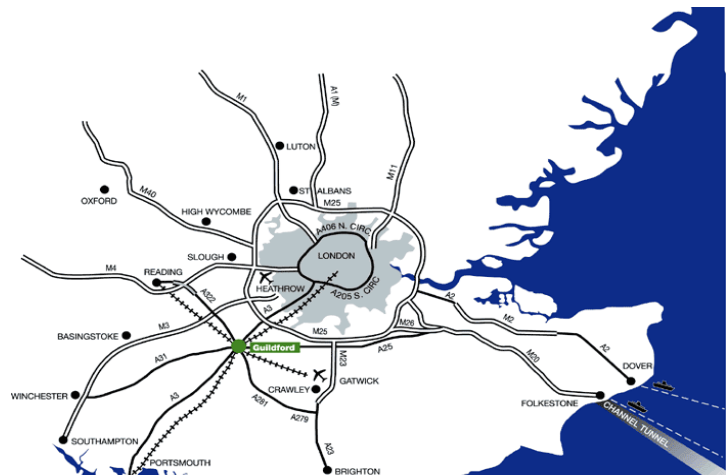 M1
A1 (M)
M11
LUTON
ST. ALBANS
M25
OXFORD
M40
HIGH WYCOMBE
A406 N. CIRC
SLOUGH
LONDON
M4
READING
HEATHROW
A205 S. CIRC
A322
A3
A2
M2
M3
M25
M26
BASINGSTOKE
Guildford
A25
A2
A31
M23
M20
DOVER
CRAWLEY
GATWICK
WINCHESTER
A3
A281
A279
FOLKESTONE
CHANNEL TUNNEL
SOUTHAMPTON
A23
PORTSMOUTH
BRIGHTON